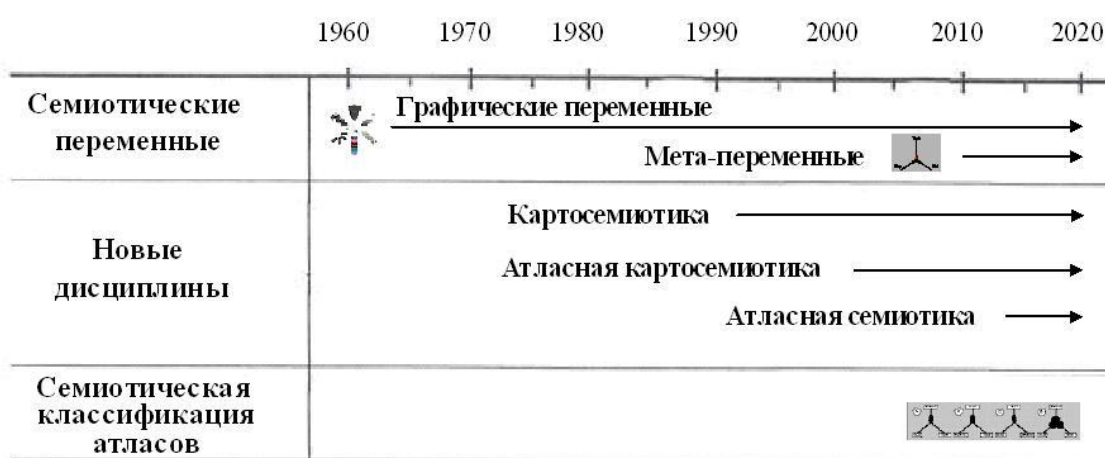 1960 1970 1980 1990 2000 2010 2020
Семиотические
переменные
Графические переменные
Мета-переменные
Новые
дисциплины
Картосемиотика
Атласная картосемиотика
Атласная семиотика
Семиотическая
классификация
атласов